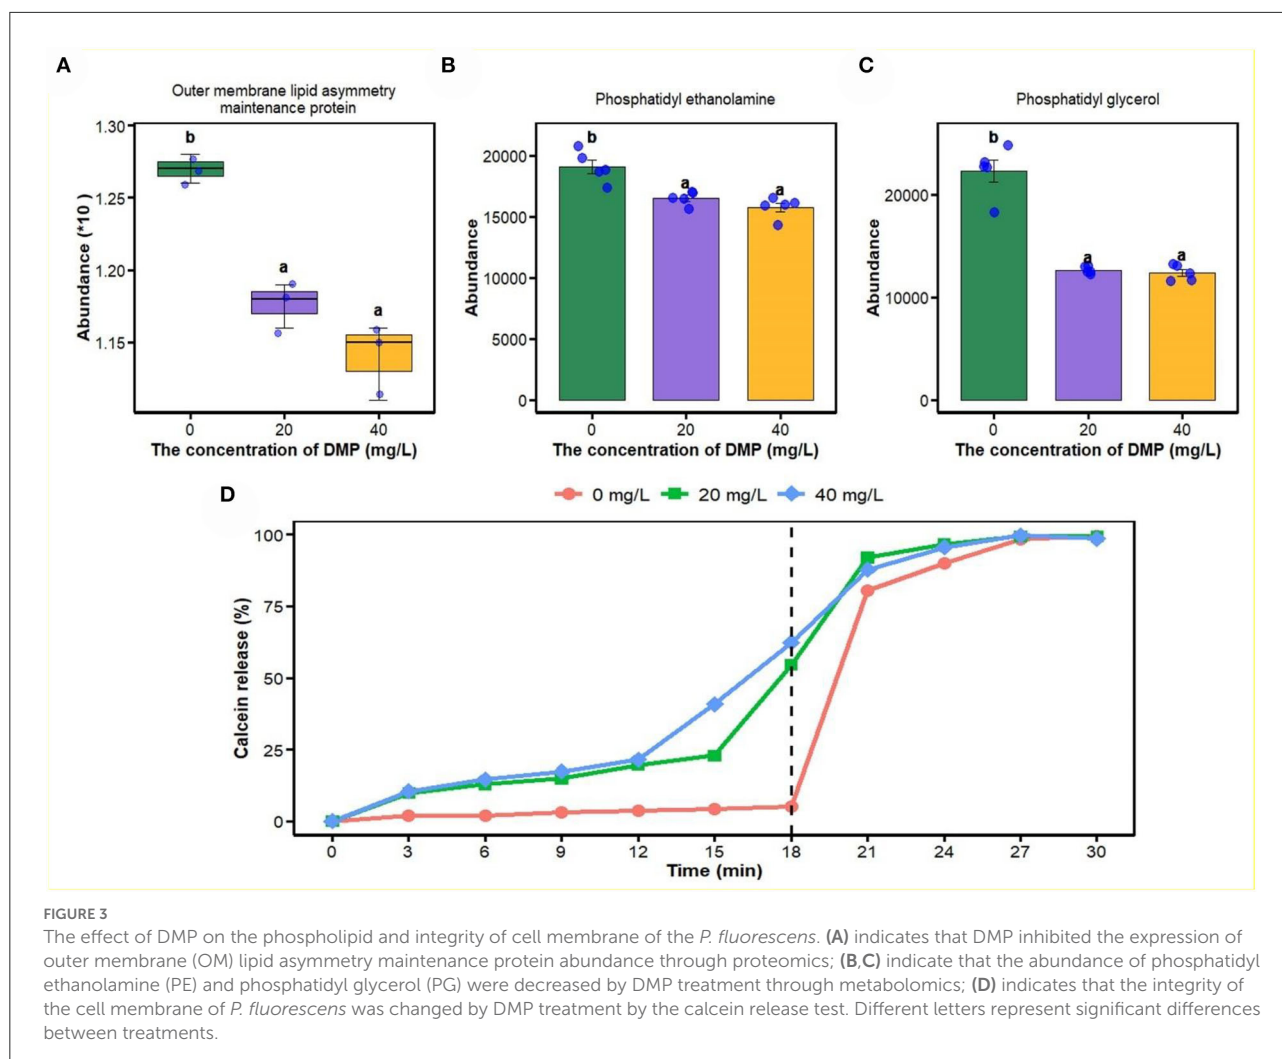 A
Outer membrane lipid asymmetry
maintenance protein
1.30
1.25
1.20
1.15
Abundance (*10 )
b
a
a
0
20
40
The concentration of DMP (mg/L)
B
Phosphatidyl ethanolamine
20000
15000
10000
5000
0
Abundance
b
a
a
0
20
40
The concentration of DMP (mg/L)
C
Phosphatidyl glycerol
20000
10000
0
Abundance
b
a
a
0
20
40
The concentration of DMP (mg/L)
D
0 mg/L 20 mg/L 40 mg/L
100
75
50
25
0
Calcein release (%)
0 3 6 9 12 15 18 21 24 27 30
Time (min)
FIGURE 3
The effect of DMP on the phospholipid and integrity of cell membrane of the P. fluorescens. (A) indicates that DMP inhibited the expression of
outer membrane (OM) lipid asymmetry maintenance protein abundance through proteomics; (B,C) indicate that the abundance of phosphatidyl
ethanolamine (PE) and phosphatidyl glycerol (PG) were decreased by DMP treatment through metabolomics; (D) indicates that the integrity of
the cell membrane of P. fluorescens was changed by DMP treatment by the calcein release test. Different letters represent significant differences
between treatments.